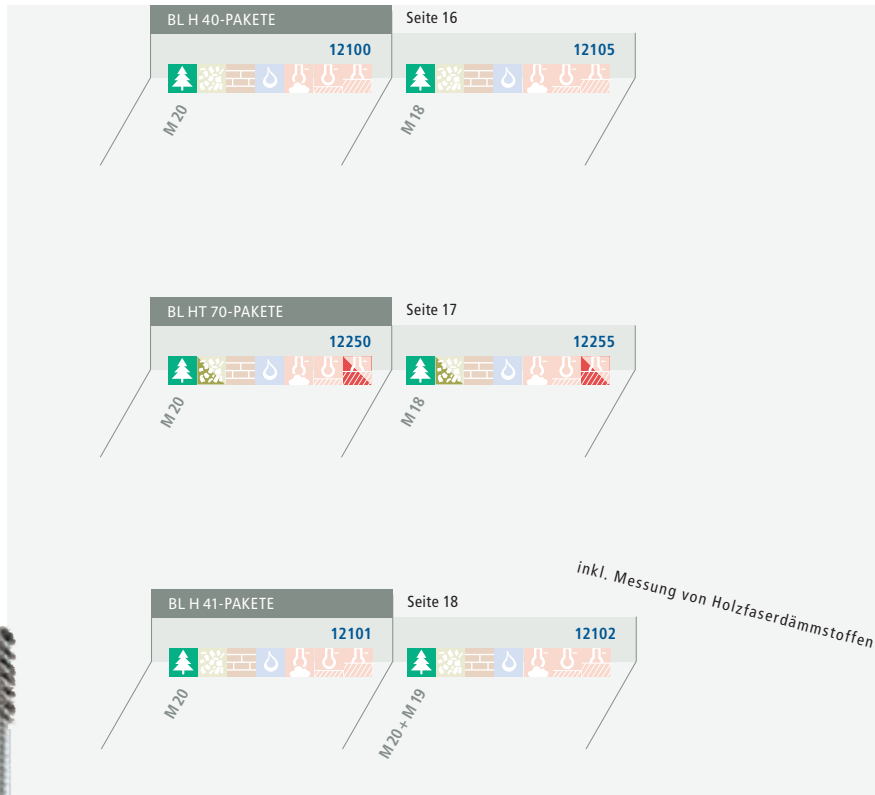 BL H 40-PAKETE Seite 16
12100 12105
M 20 M 18
BL HT 70-PAKETE Seite 17
12250 12255
M 20 M 18
inkl. Messung von Holzfaserdämmstoffen
BL H 41-PAKETE Seite 18
12101 12102
M 20 M 20 + M 19